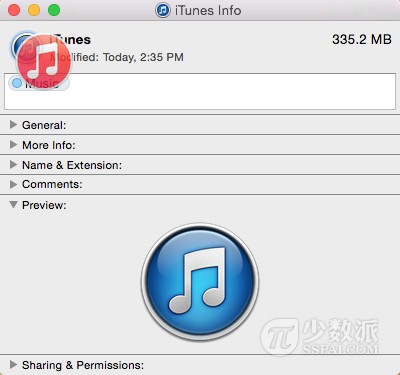 iTunes Info
iTunes 335.2 MB
Modified: Today, 2:35 PM
Music
General:
More Info:
Name & Extension:
Comments:
Preview:
少数派
SSPAI.COM
Sharing & Permissions: